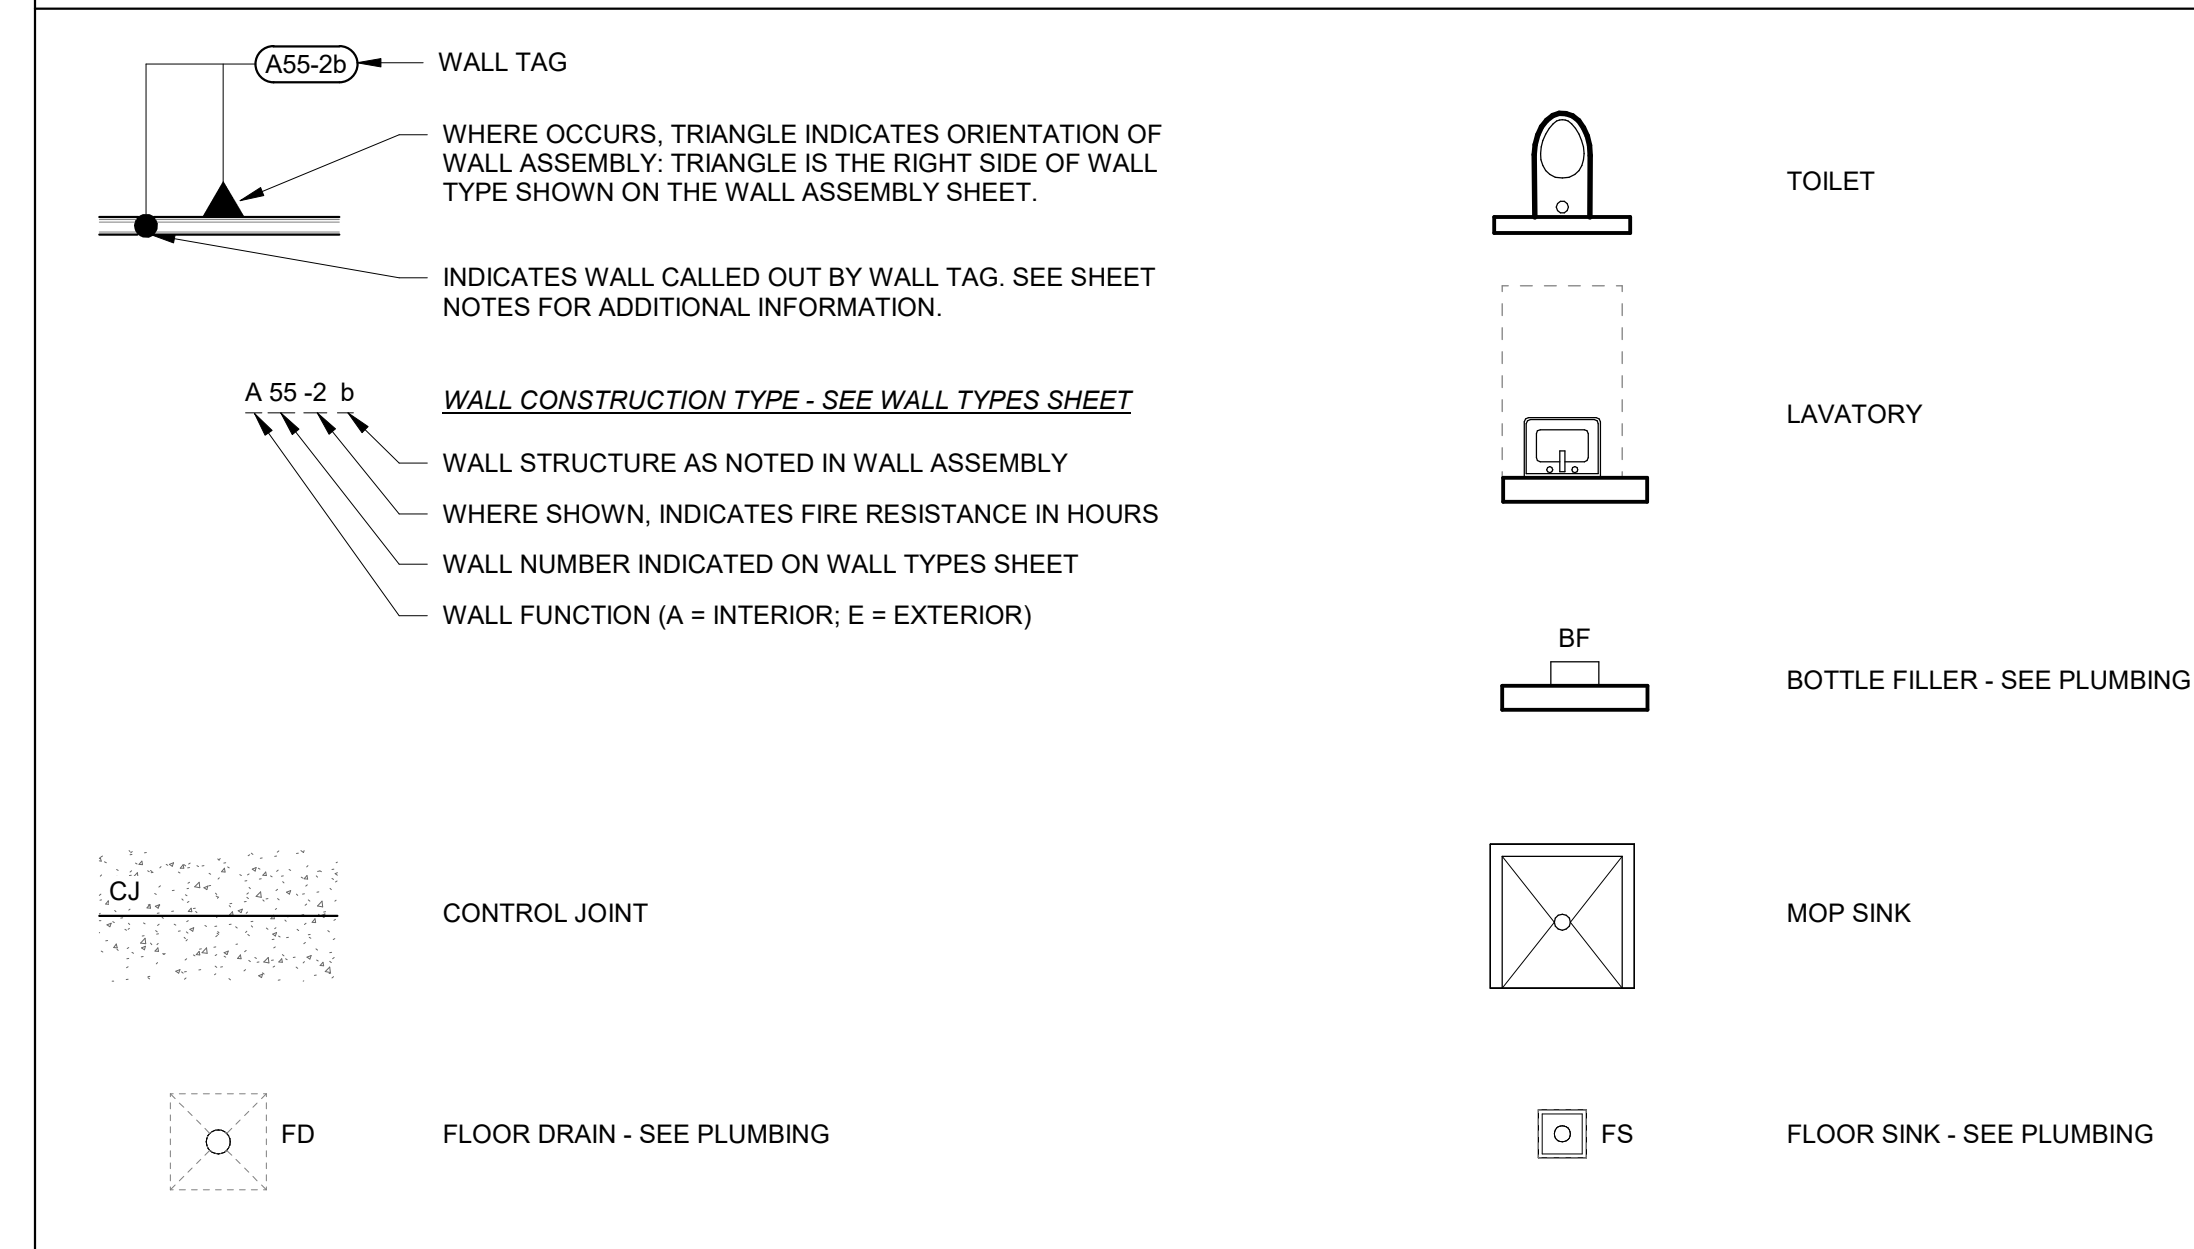 A55-2b
WALL TAG
WHERE OCCURS, TRIANGLE INDICATES ORIENTATION OF
WALL ASSEMBLY: TRIANGLE IS THE RIGHT SIDE OF WALL
TYPE SHOWN ON THE WALL ASSEMBLY SHEET.
INDICATES WALL CALLED OUT BY WALL TAG. SEE SHEET
NOTES FOR ADDITIONAL INFORMATION.
A 55 -2 b
WALL CONSTRUCTION TYPE - SEE WALL TYPES SHEET
WALL STRUCTURE AS NOTED IN WALL ASSEMBLY
WHERE SHOWN, INDICATES FIRE RESISTANCE IN HOURS
WALL NUMBER INDICATED ON WALL TYPES SHEET
WALL FUNCTION (A = INTERIOR; E = EXTERIOR)
CJ
CONTROL JOINT
FD
FLOOR DRAIN - SEE PLUMBING
TOILET
LAVATORY
BF
BOTTLE FILLER - SEE PLUMBING
MOP SINK
FS
FLOOR SINK - SEE PLUMBING